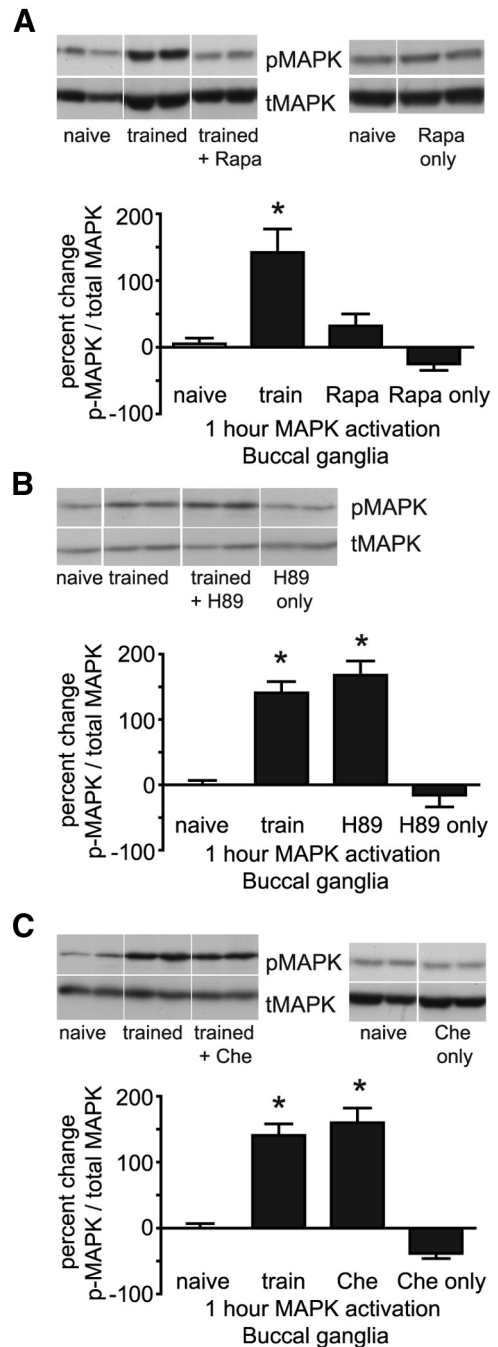 A
pMAPK
tMAPK
naive trained trained naive Rapa
+ Rapa only
percent change
p-MAPK / total MAPK
200
100
0
-100
*
naive train Rapa Rapa only
1 hour MAPK activation
Buccal ganglia
B
pMAPK
tMAPK
naive trained trained H89
+ H89 only
percent change
p-MAPK / total MAPK
200
100
0
-100
* *
naive train H89 H89 only
1 hour MAPK activation
Buccal ganglia
C
pMAPK
tMAPK
naive trained trained naive Che
+ Che only
percent change
p-MAPK / total MAPK
200
100
0
-100
* *
naive train Che Che only
1 hour MAPK activation
Buccal ganglia